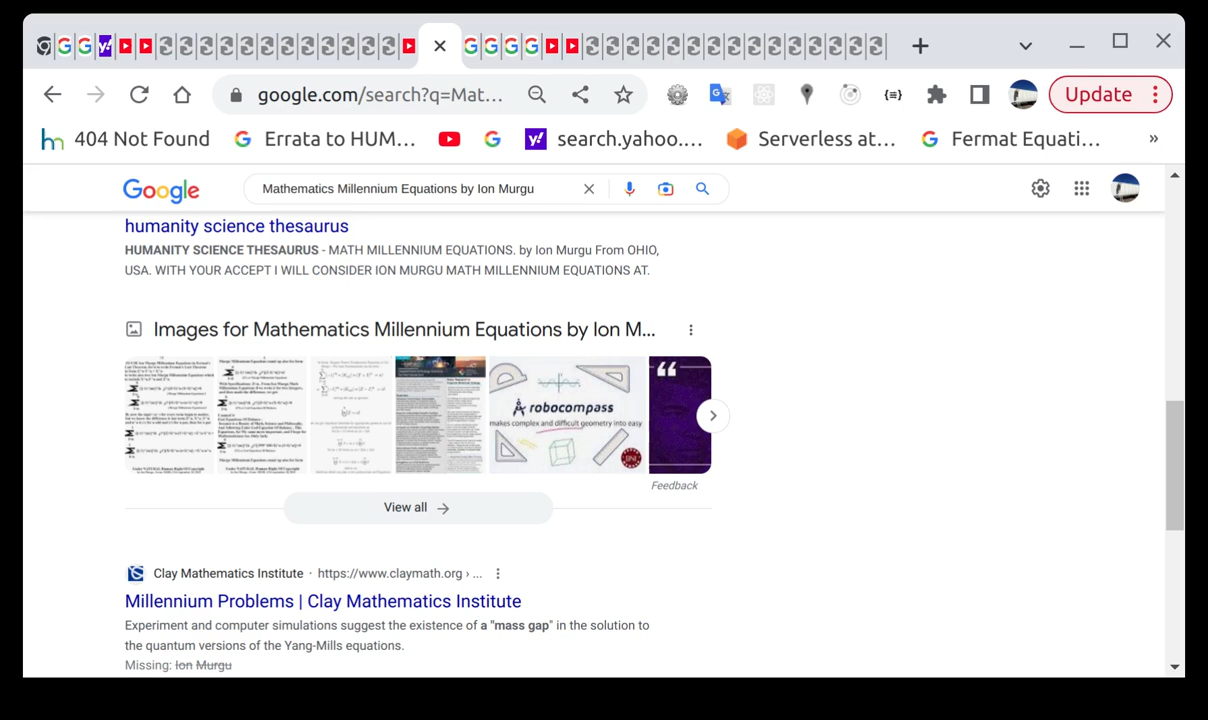 google.com/search?q=Mat...
Update
404 Not Found
Errata to HUM...
search.yahoo....
Serverless at...
Fermat Equati...
»
Google
Mathematics Millennium Equations by Ion Murgu
humanity science thesaurus
HUMANITY SCIENCE THESAURUS - MATH MILLENNIUM EQUATIONS. by Ion Murgu From OHIO,
USA. WITH YOUR ACCEPT I WILL CONSIDER ION MURGU MATH MILLENNIUM EQUATIONS AT.
Images for Mathematics Millennium Equations by Ion M...
robocompass
makes complex and difficult geometry into easy
Feedback
View all
Clay Mathematics Institute · https://www.claymath.org › ...
Millennium Problems | Clay Mathematics Institute
Experiment and computer simulations suggest the existence of a "mass gap" in the solution to
the quantum versions of the Yang-Mills equations.
Missing: Ion Murgu